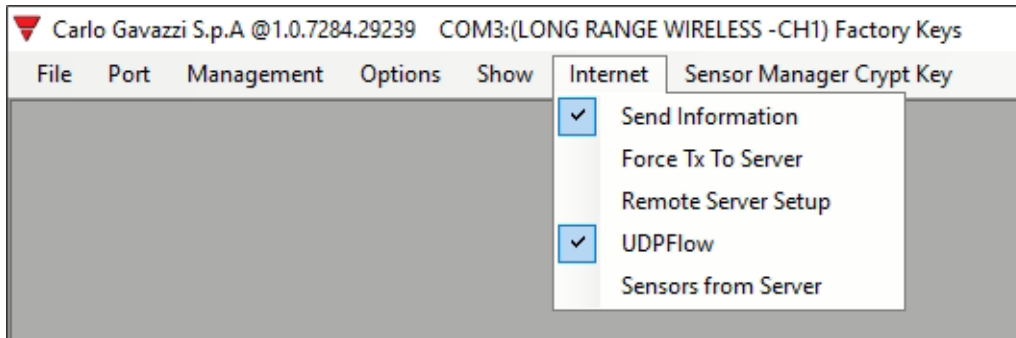 Carlo Gavazzi S.p.A @1.0.7284.29239 COM3:(LONG RANGE WIRELESS -CH1) Factory Keys
File Port Management Options Show Internet Sensor Manager Crypt Key
Send Information
Force Tx To Server
Remote Server Setup
UDPFlow
Sensors from Server